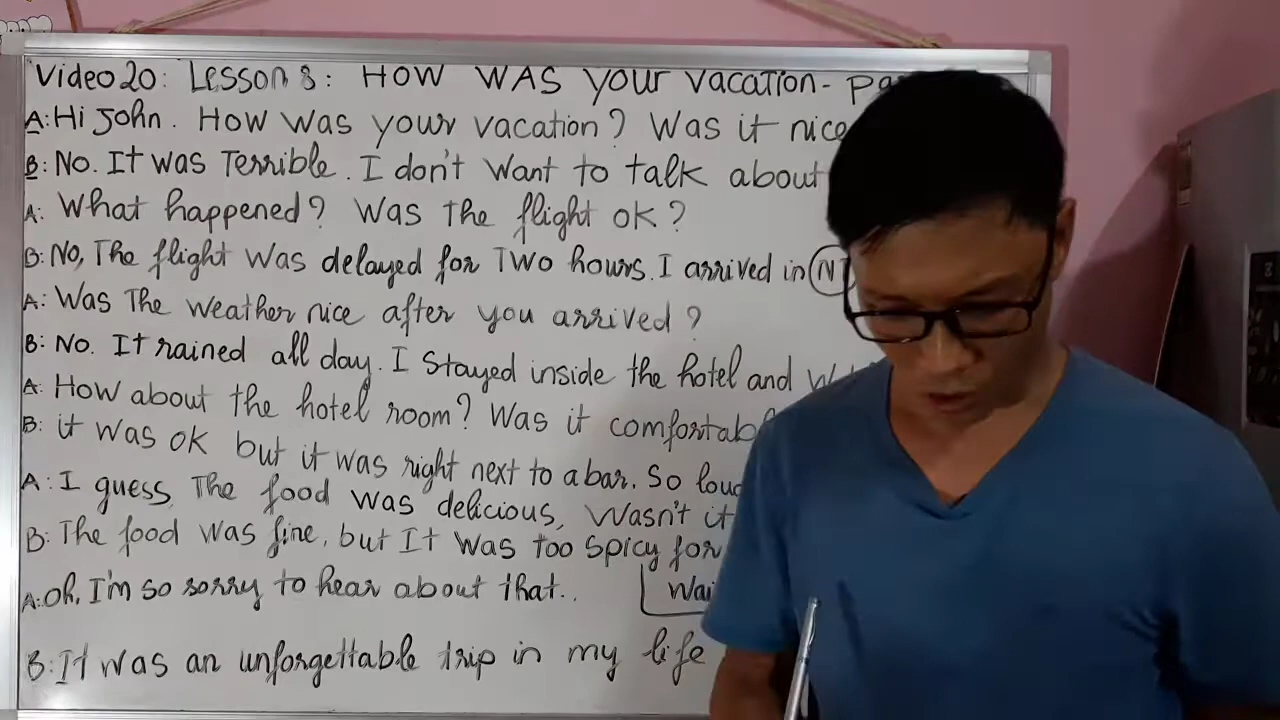 Video 20: Lesson 8: HOW WAS your vacation-
A: Hi John. How was your vacation? Was it nice
B: No. It was Terrible. I don't want to talk about
A: What happened? Was the flight ok?
B: No, The flight was delayed for Two hours. I arrived in
A: Was The weather nice after you arrived?
B: No. It rained all day. I stayed inside the hotel and
A: How about the hotel room? Was it
B: it was ok but it was right next to a bar. So
A: I guess, The food was delicious, Wasn't it
B: The food was fine, but It was too spicy for
A: Oh, I'm so sorry to hear about that..
B: It was an unforgettable trip in my life